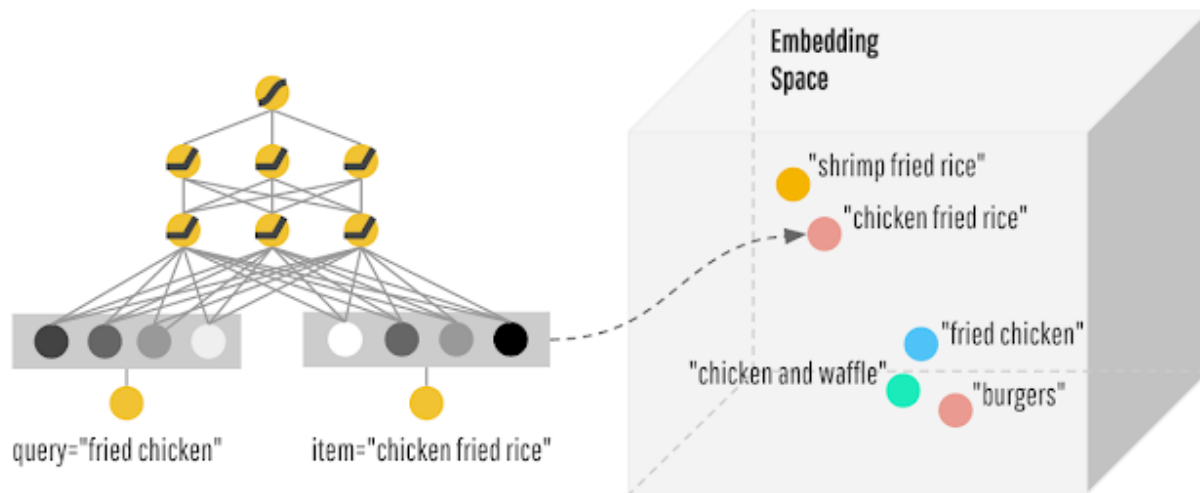 Embedding
Space
"shrimp fried rice"
"chicken fried rice"
"fried chicken"
"chicken and waffle"
"burgers"
query="fried chicken"
item="chicken fried rice"